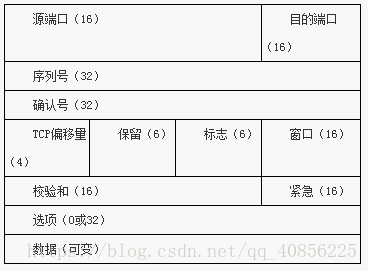 源端口（16）
目的端口
（16）
序列号（32）
确认号（32）
TCP偏移量
（4）
保留（6）
标志（6）
窗口（16）
校验和（16）
紧急（16）
选项（0或32）
数据（可变）
https://blog.csdn.net/qq_40856225